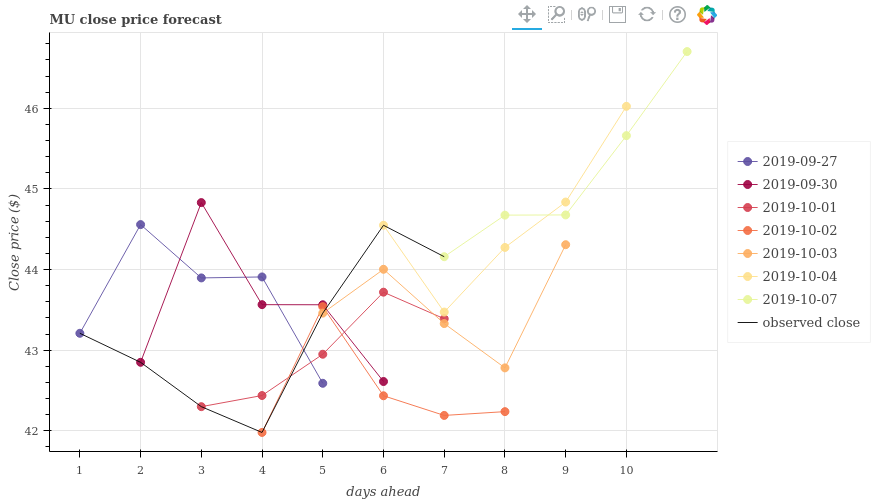 MU close price forecast
46
45
44
43
42
Close price ($)
1 2 3 4 5 6 7 8 9 10
days ahead
2019-09-27
2019-09-30
2019-10-01
2019-10-02
2019-10-03
2019-10-04
2019-10-07
observed close